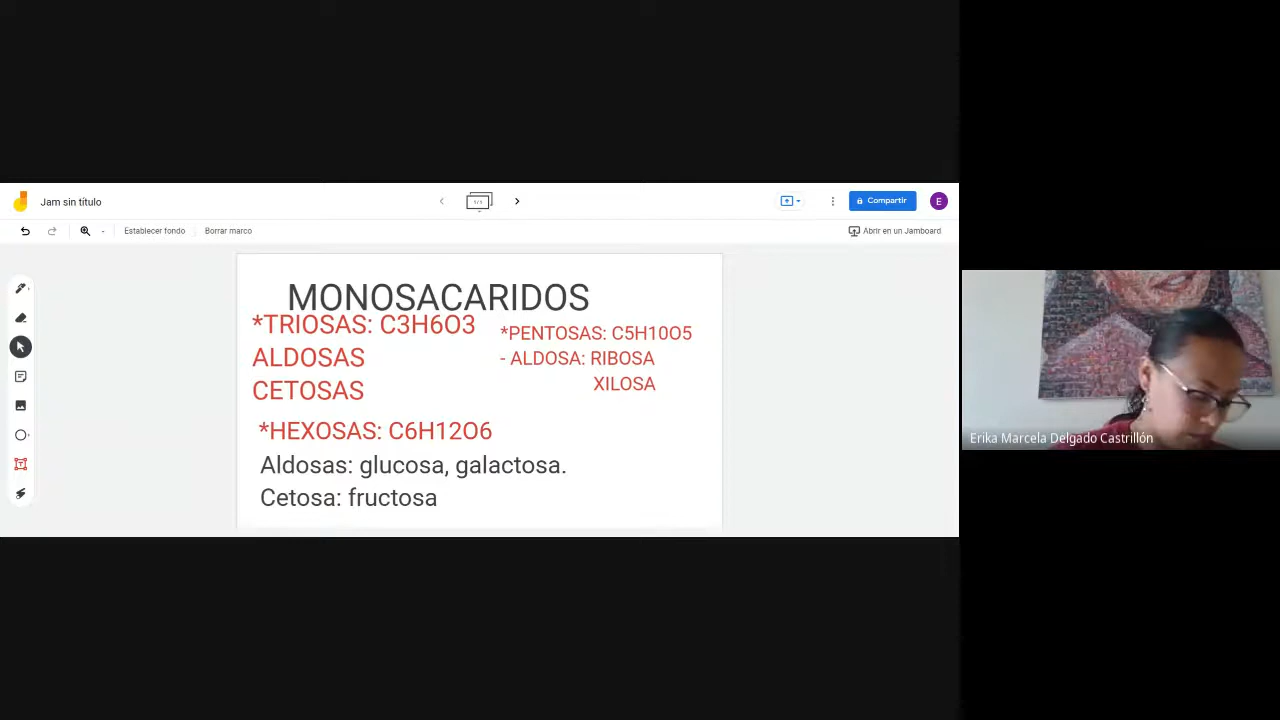 Jam sin título
Compartir
E
Establecer fondo
Borrar marco
Abrir en un Jamboard
MONOSACARIDOS
*TRIOSAS: C3H6O3
ALDOSAS
CETOSAS
*PENTOSAS: C5H10O5
- ALDOSA: RIBOSA
XILOSA
*HEXOSAS: C6H12O6
Aldosas: glucosa, galactosa.
Cetosa: fructosa
Erika Marcela Delgado Castrillón